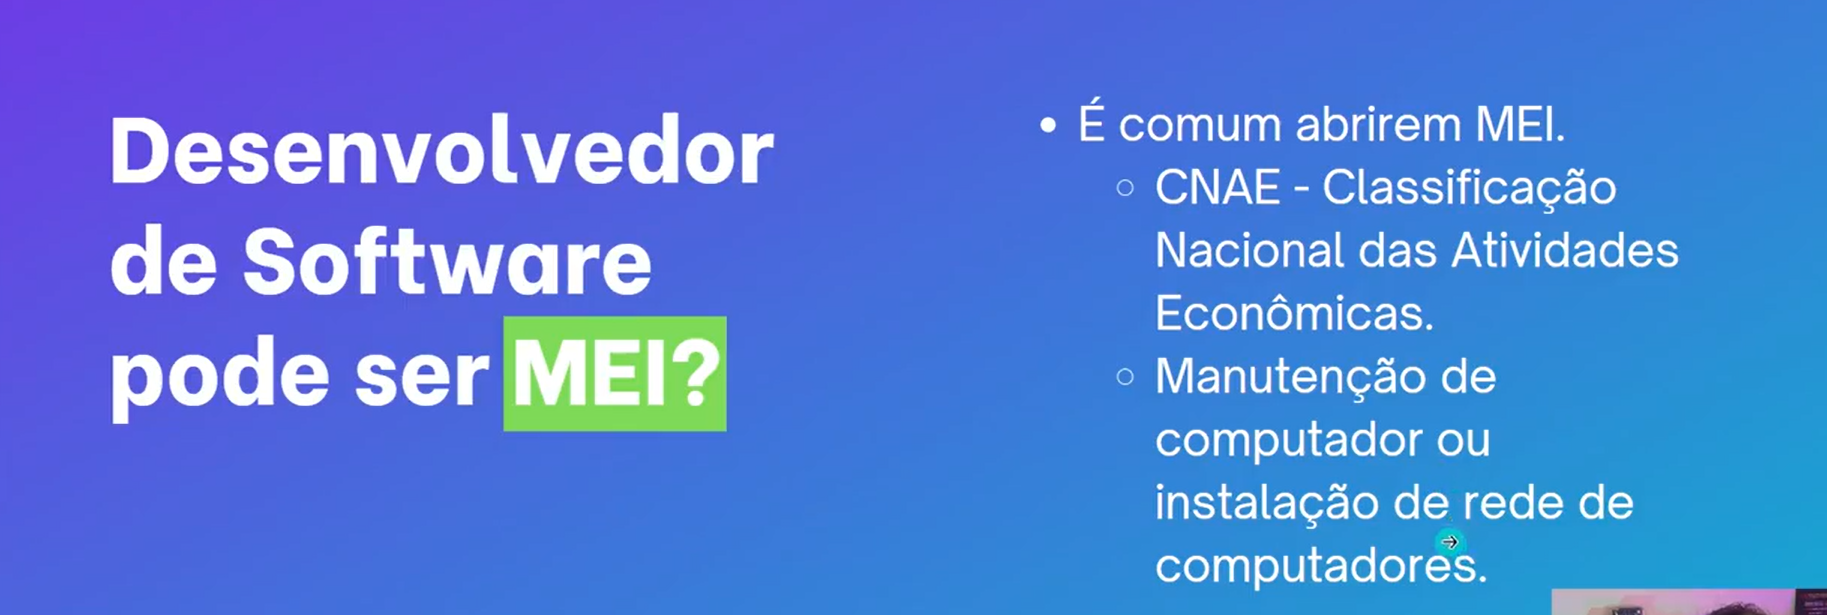 Desenvolvedor
de Software
pode ser MEI?
É comum abrirem MEI.
CNAE - Classificação
Nacional das Atividades
Econômicas.
Manutenção de
computador ou
instalação de rede de
computadores.